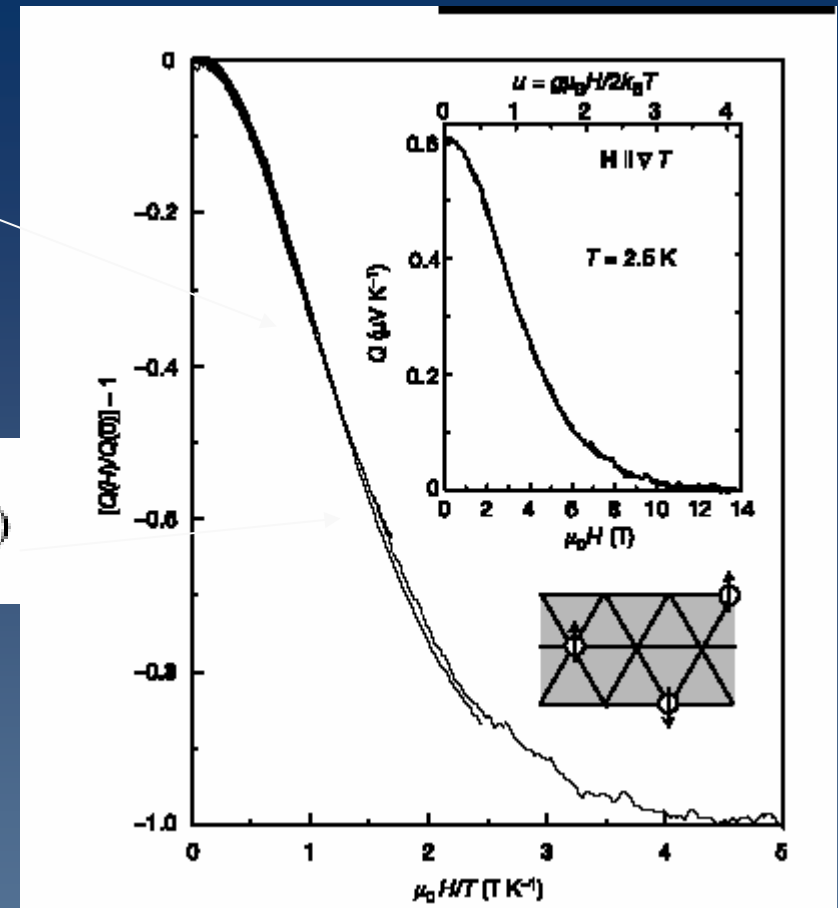 u = gμBH/2kBT
0 1 2 3 4
H ∥ ∇ T
T = 2.5 K
Q (μV K⁻¹)
0.6
0.4
0.2
0
0 2 4 6 8 10 12 14
μ₀H (T)
[Q(H)/Q(0)] – 1
0
–0.2
–0.4
–0.6
–0.8
–1.0
0 1 2 3 4 5
μ₀H/T (T K⁻¹)
)